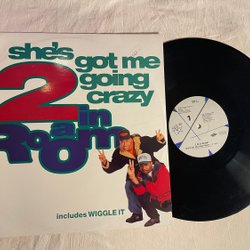 she's
got me
going
crazy
2 in
a
Room
includes WIGGLE IT